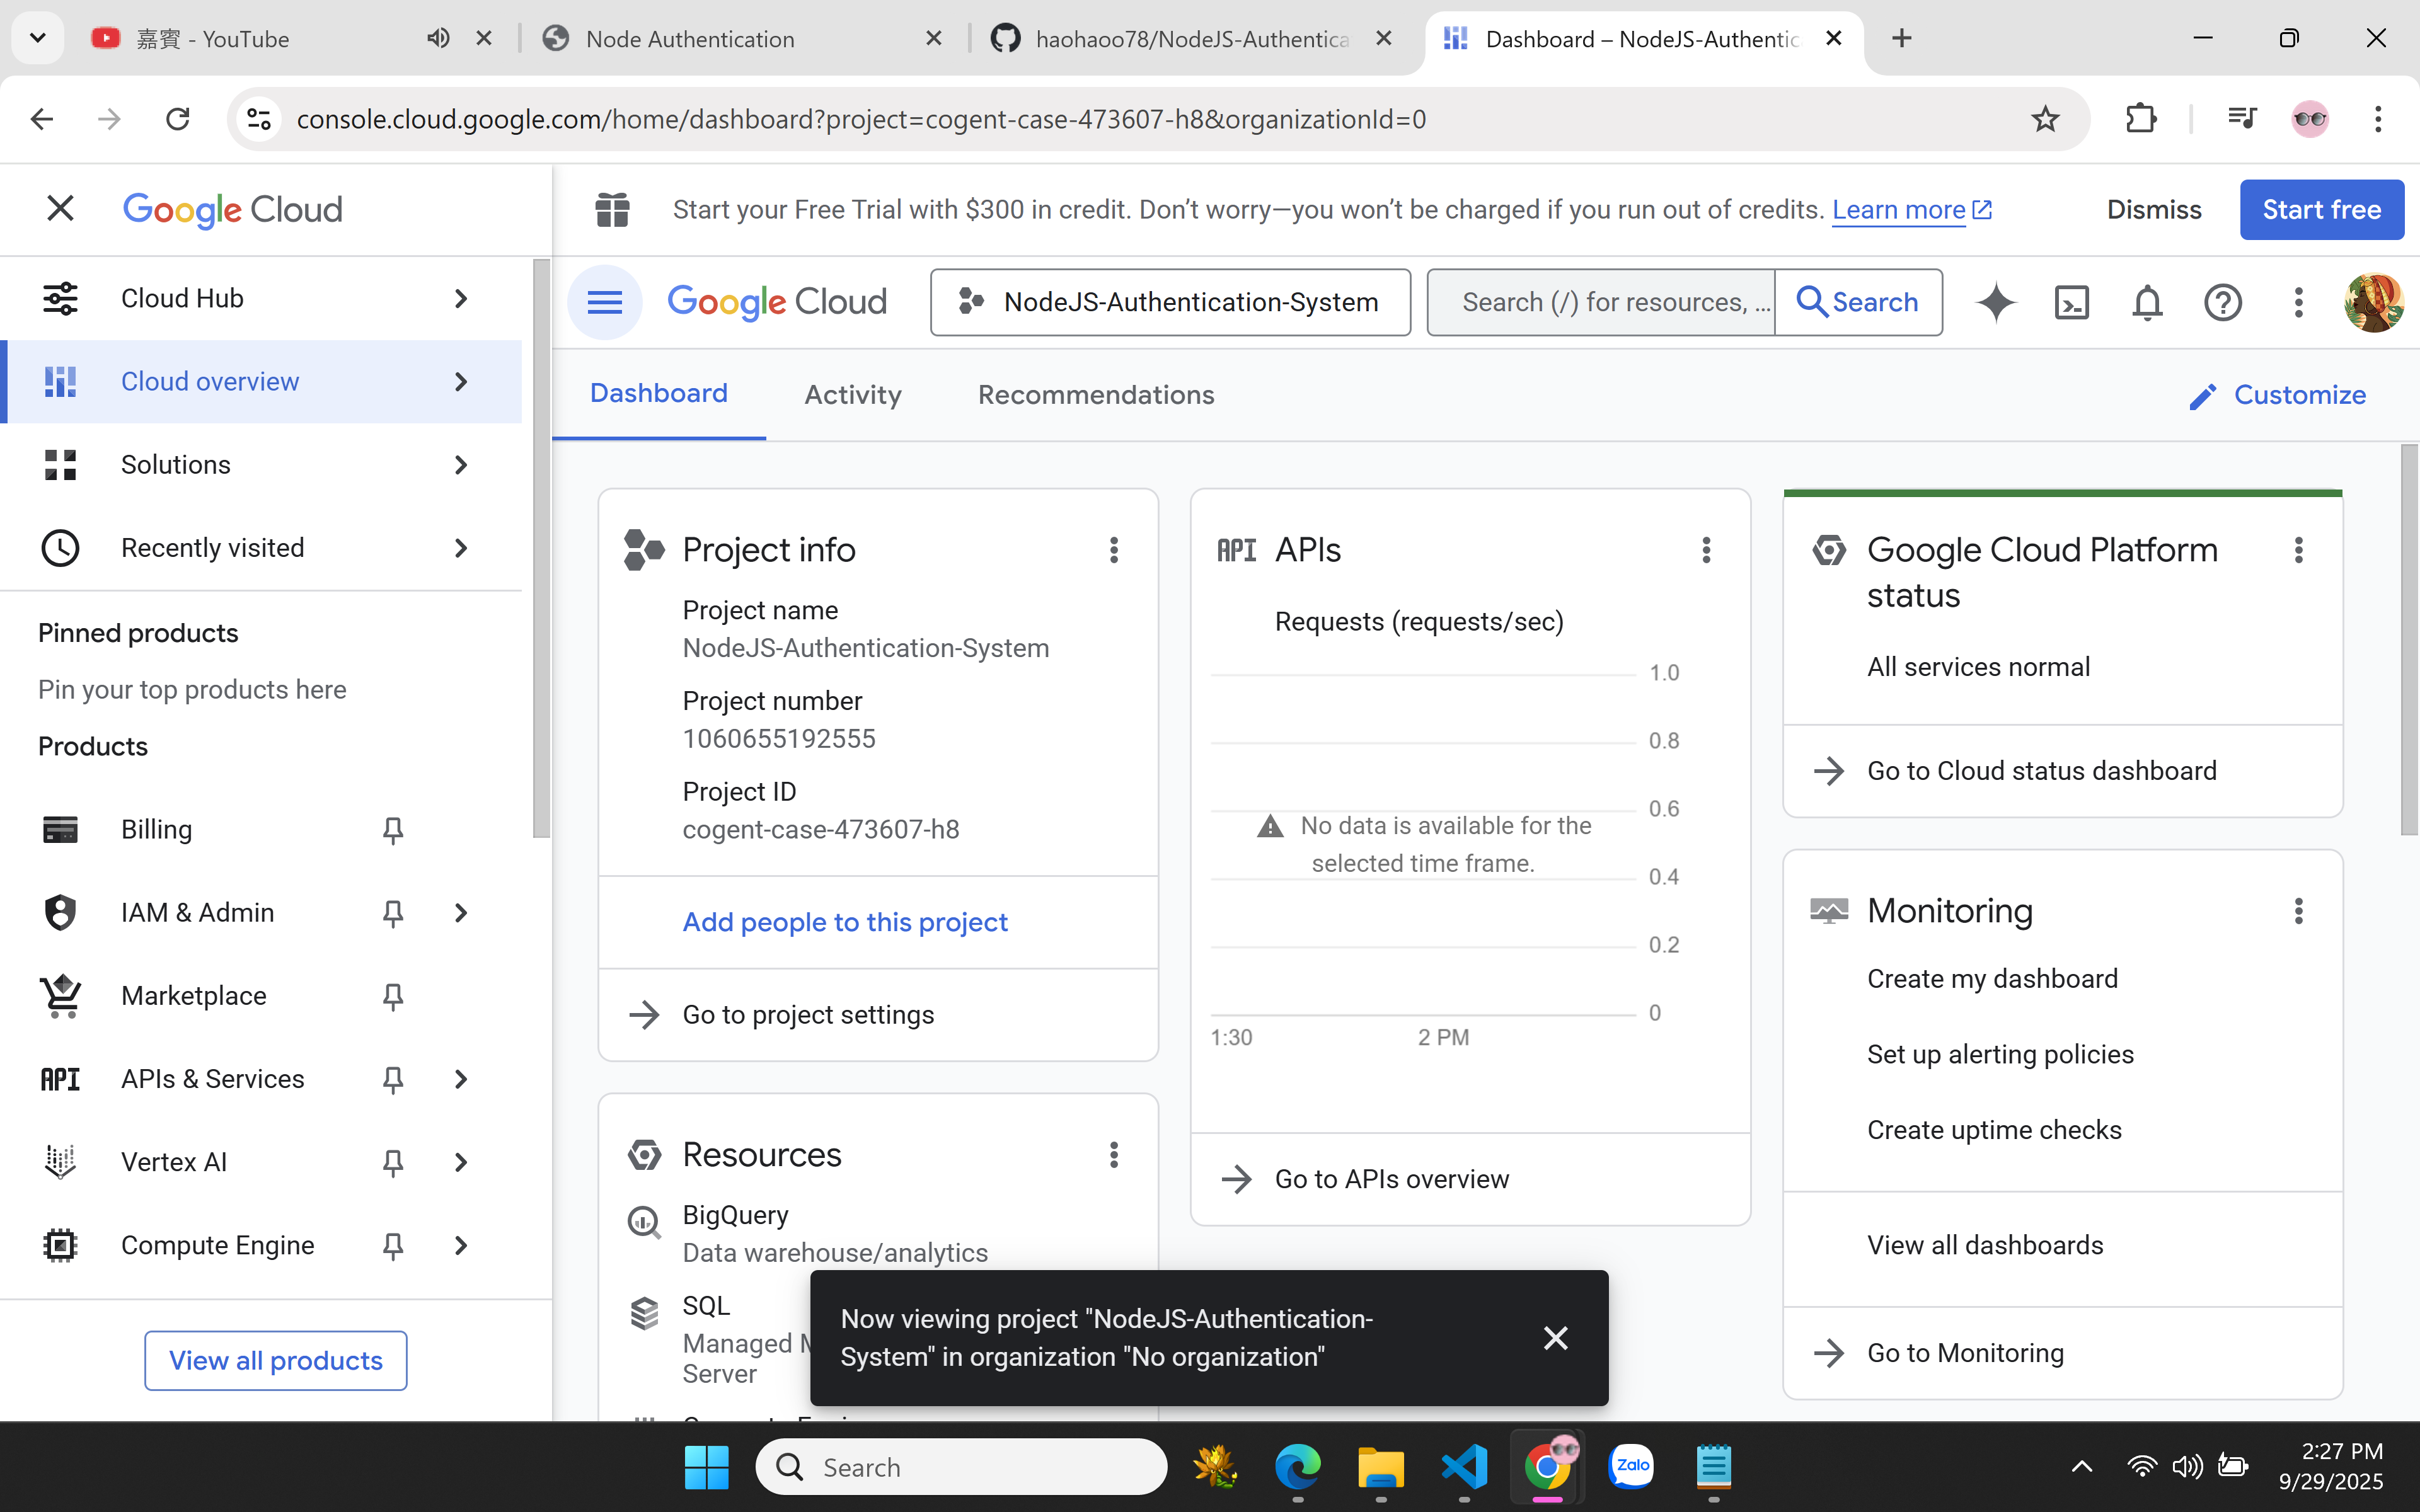 嘉賓 - YouTube
Node Authentication
haohaoo78/NodeJS-Authentica
Dashboard – NodeJS-Authentic
console.cloud.google.com/home/dashboard?project=cogent-case-473607-h8&organizationId=0
Google Cloud
Start your Free Trial with $300 in credit. Don’t worry—you won’t be charged if you run out of credits. Learn more
Dismiss
Start free
Cloud Hub
Cloud overview
Solutions
Recently visited
Pinned products
Pin your top products here
Products
Billing
IAM & Admin
Marketplace
API
APIs & Services
Vertex AI
Compute Engine
View all products
Google Cloud
NodeJS-Authentication-System
Search (/) for resources, ...
Search
Dashboard
Activity
Recommendations
Customize
Project info
Project name
NodeJS-Authentication-System
Project number
1060655192555
Project ID
cogent-case-473607-h8
Add people to this project
Go to project settings
Resources
BigQuery
Data warehouse/analytics
SQL
Managed M
Server
API
APIs
Requests (requests/sec)
1.0
0.8
0.6
No data is available for the
selected time frame.
0.4
0.2
0
1:30
2 PM
Go to APIs overview
Google Cloud Platform
status
All services normal
Go to Cloud status dashboard
Monitoring
Create my dashboard
Set up alerting policies
Create uptime checks
View all dashboards
Go to Monitoring
Now viewing project "NodeJS-Authentication-
System" in organization "No organization"
Search
Zalo
2:27 PM
9/29/2025